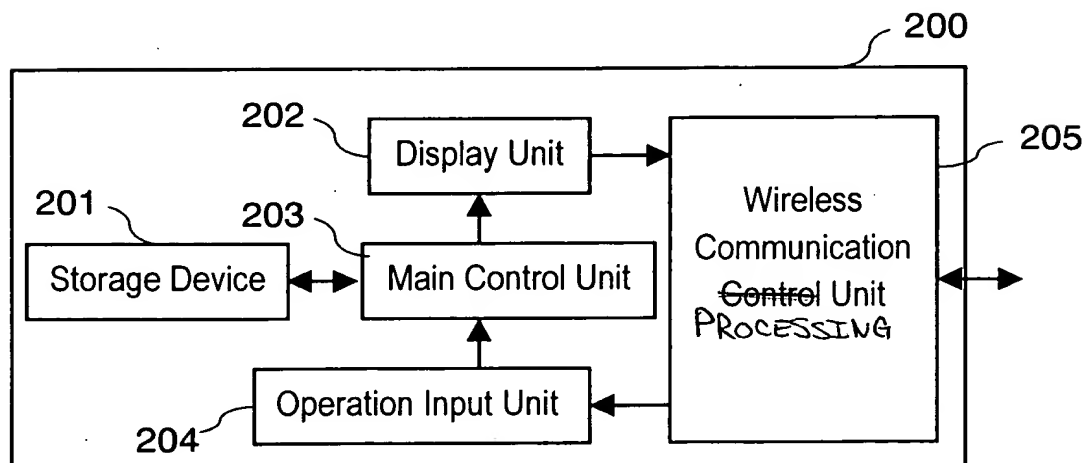 200
202
Display Unit
205
201
203
Wireless
Communication
Storage Device
Main Control Unit
Control Unit
PROCESSING
Operation Input Unit
204